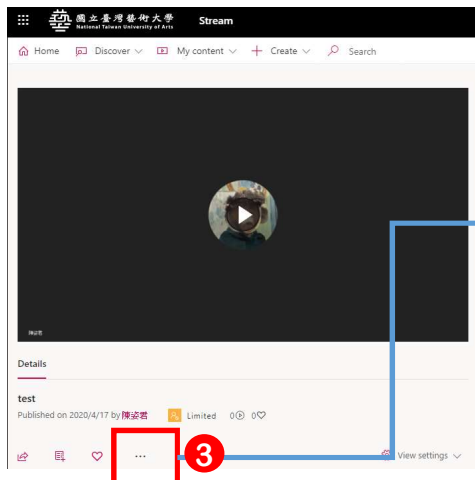 國立臺灣藝術大學
National Taiwan University of Arts
Stream
Home Discover My content Create Search
陳姿君
Details
test
Published on 2020/4/17 by 陳姿君 Limited 0 0
... 3 View settings